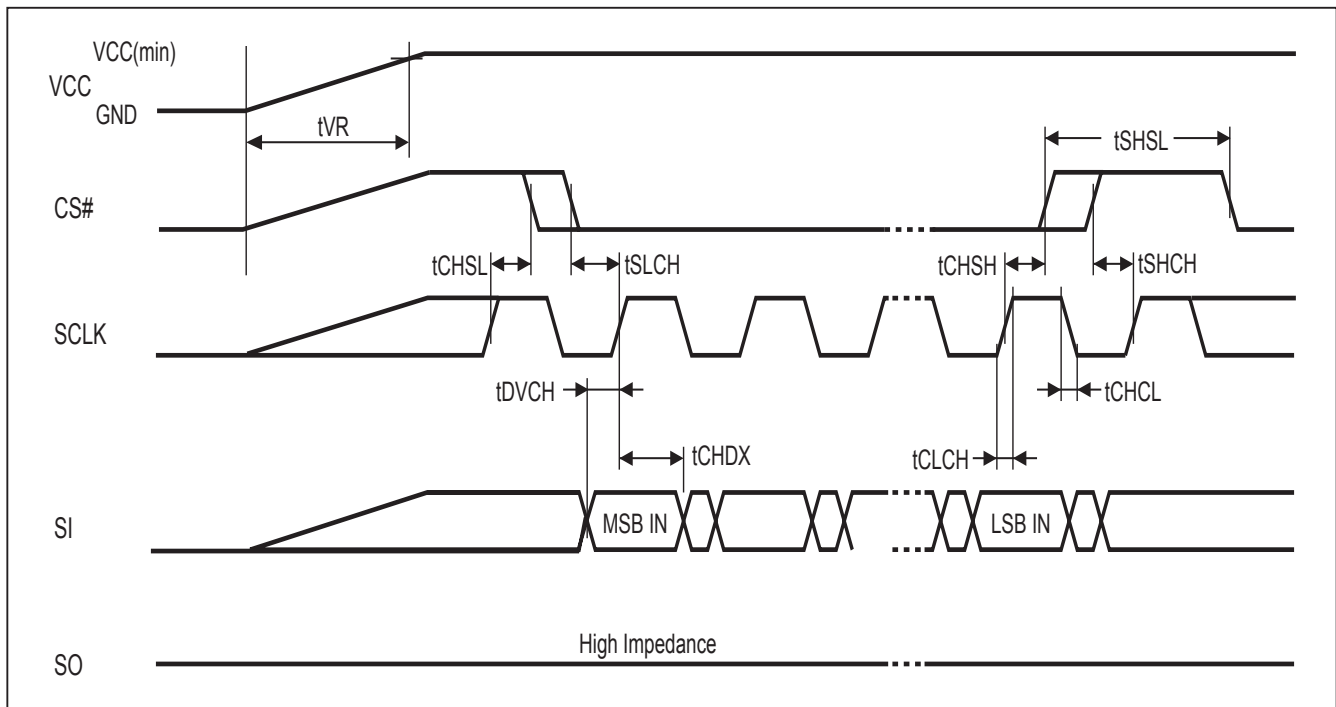 VCC(min)
VCC
GND
tVR
tSHSL
CS#
tCHSL
tSLCH
tCHSH
tSHCH
SCLK
tDVCH
tCHCL
tCHDX
tCLCH
SI
MSB IN
LSB IN
High Impedance
SO